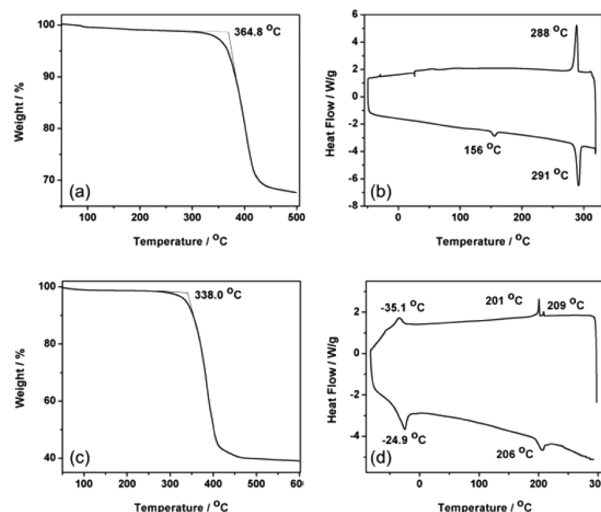 100
90
80
70
Weight / %
364.8 °C
(a)
100 200 300 400 500
Temperature / °C
6
4
2
0
-2
-4
-6
-8
Heat Flow / W/g
288 °C
156 °C
291 °C
(b)
0 100 200 300
Temperature / °C
100
80
60
40
Weight / %
338.0 °C
(c)
100 200 300 400 500 600
Temperature / °C
4
2
0
-2
-4
Heat Flow / W/g
-35.1 °C
201 °C
209 °C
-24.9 °C
206 °C
(d)
0 100 200 300
Temperature / °C